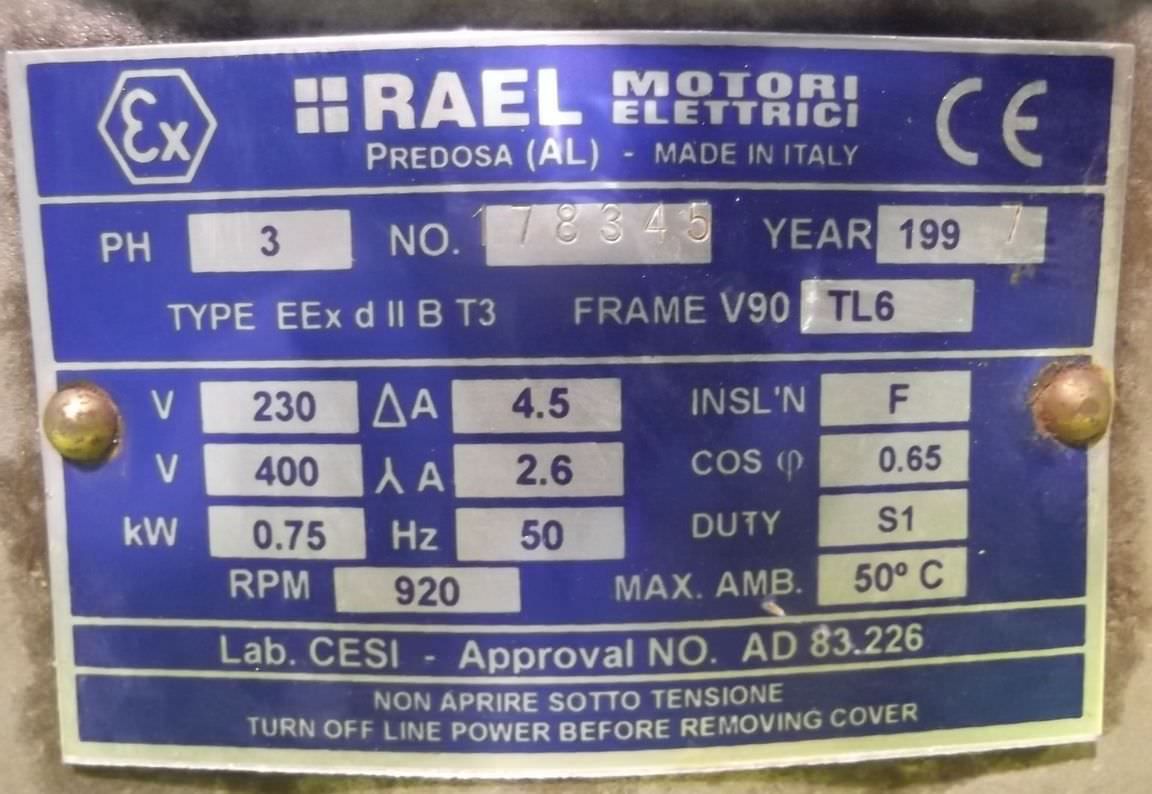 Ex RAEL MOTORI ELETTRICI CE
PREDOSA (AL) - MADE IN ITALY
PH 3 NO. 178345 YEAR 1997
TYPE EEx d II B T3 FRAME V90 TL6
V 230 Δ A 4.5 INSL'N F
V 400 ⅄ A 2.6 COS φ 0.65
kW 0.75 Hz 50 DUTY S1
RPM 920 MAX. AMB. 50º C
Lab. CESI - Approval NO. AD 83.226
NON APRIRE SOTTO TENSIONE
TURN OFF LINE POWER BEFORE REMOVING COVER